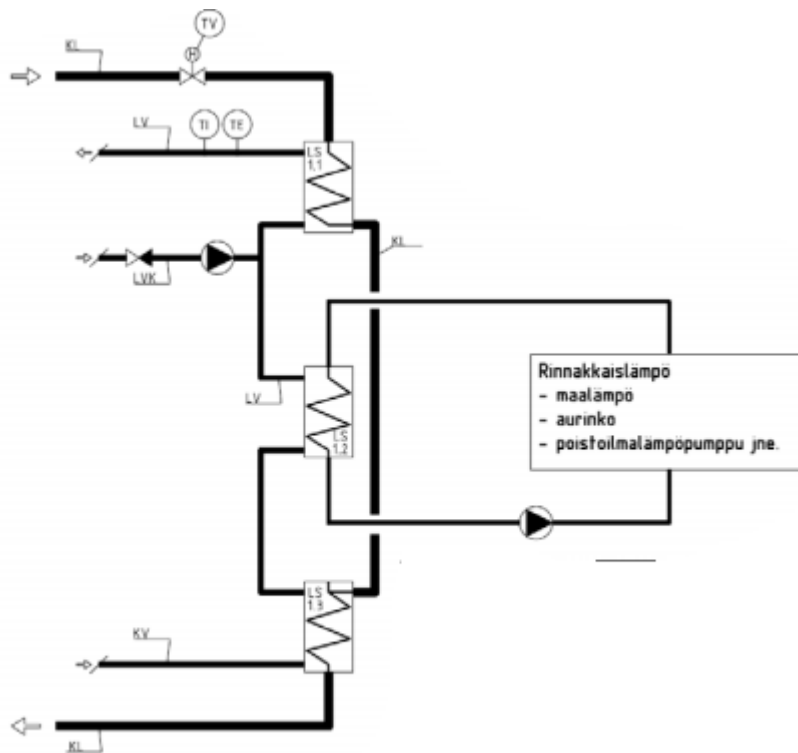 TV
M
KL
LV
TI
TE
LS
1.1
LVK
KL
Rinnakkaislämpö
- maalämpö
- aurinko
- poistoilmalämpöpumppu jne.
LV
LS
1.2
LS
1.3
KV
KL